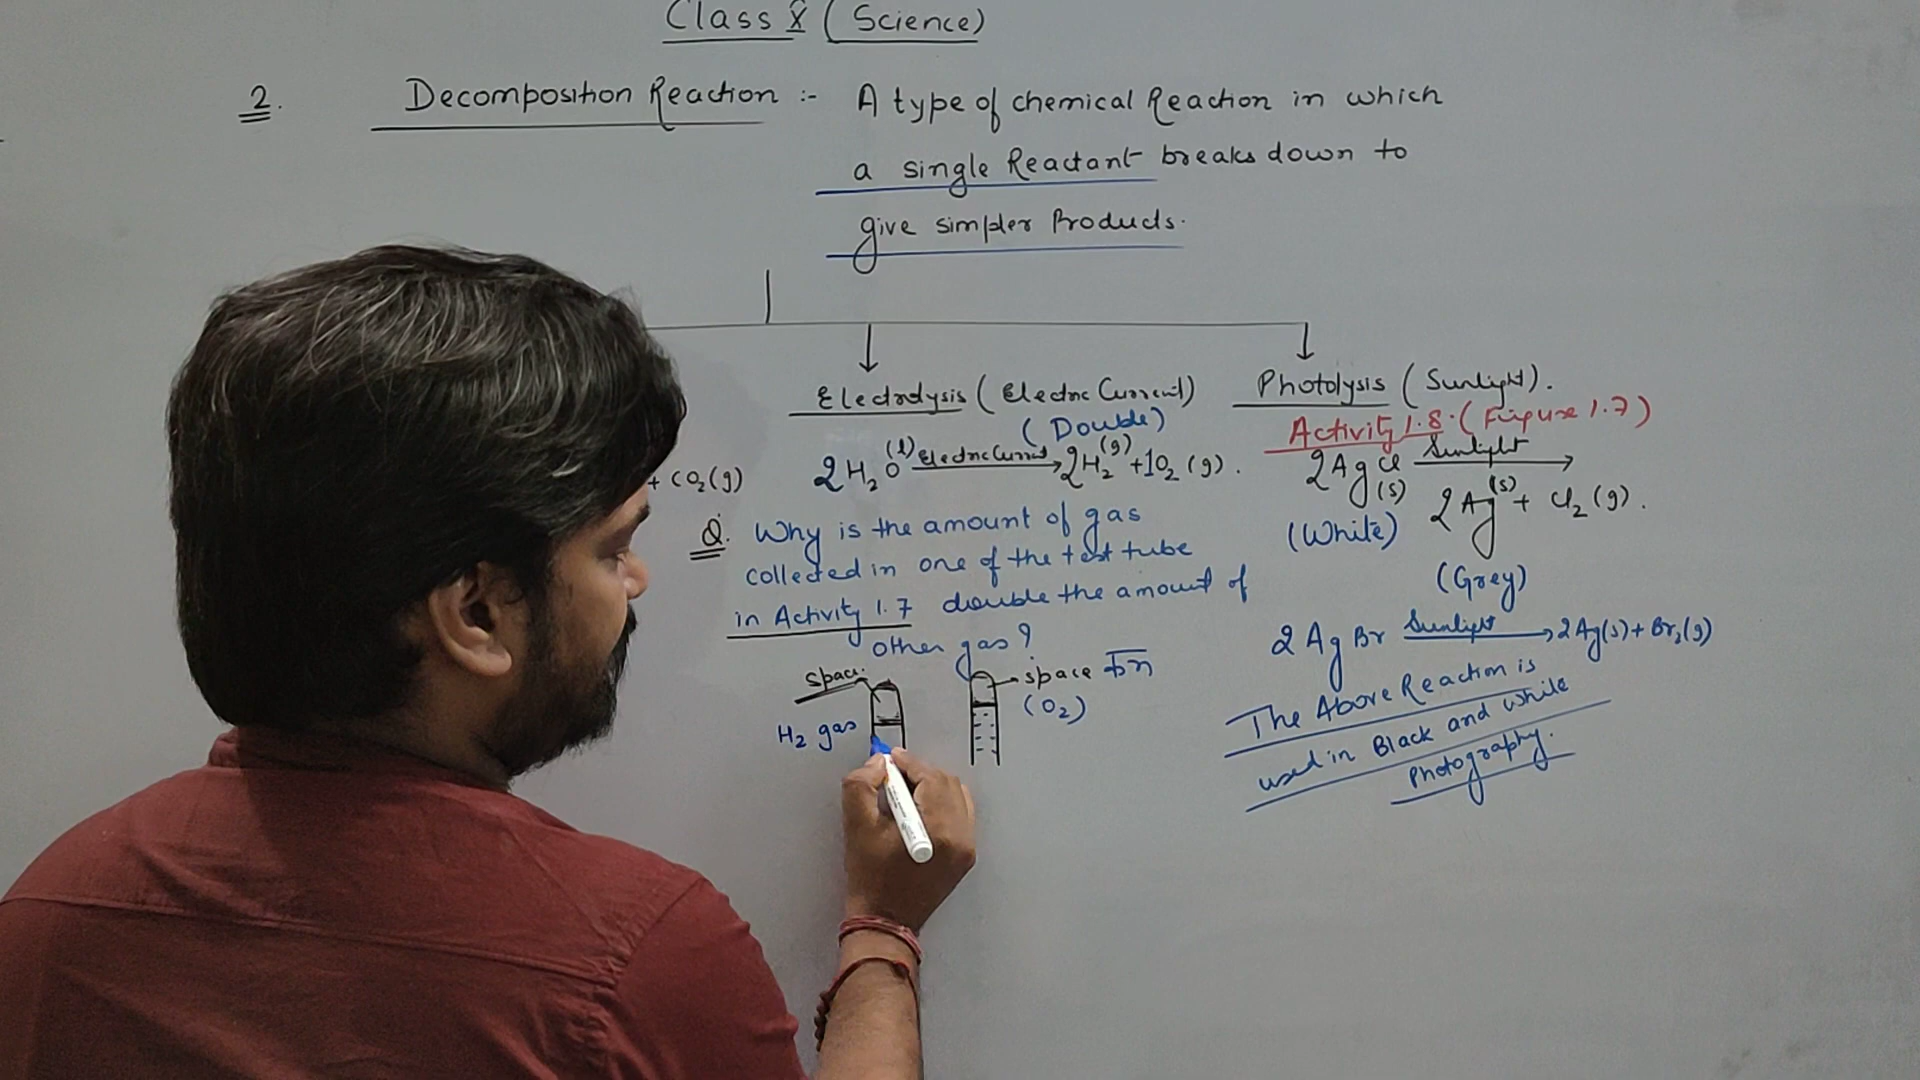 Class X (Science)
2. Decomposition Reaction :- A type of chemical Reaction in which
a single Reactant breaks down to
give simpler Products.
Electrolysis (Electric Current)
(Double)
2H₂O (l) Electric Current → 2H₂ (g) + 1O₂ (g).
+ CO₂(g)
Q. Why is the amount of gas
collected in one of the test tube
in Activity 1.7 double the amount of
other gas?
space
H₂ gas
space कम
(O₂)
Photolysis (Sunlight).
Activity 1.8. (Figure 1.7)
2AgCl (s) Sunlight →
2Ag (s) + Cl₂ (g).
(White)
(Grey)
2AgBr Sunlight → 2Ag(s) + Br₂(g)
The Above Reaction is
used in Black and White
Photography.